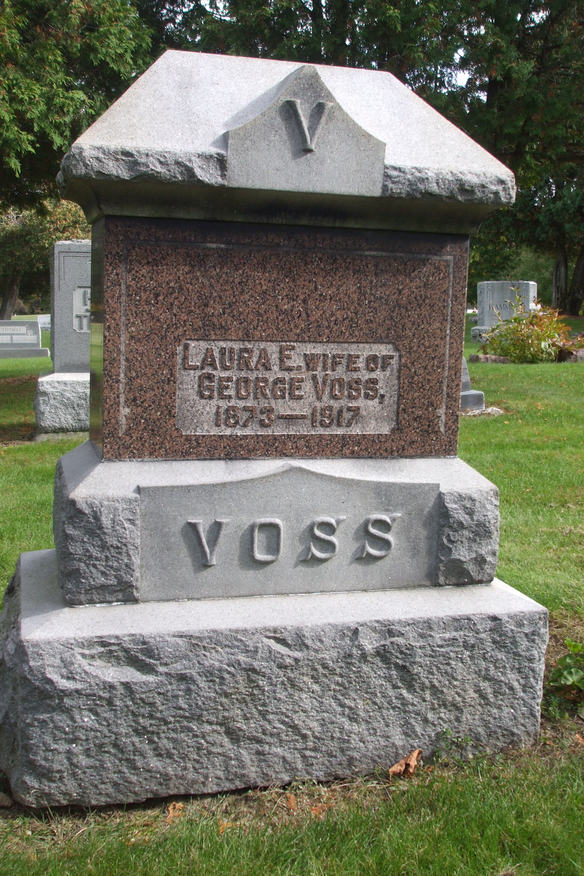 V
LAURA E. WIFE OF
GEORGE VOSS,
1873—1917
VOSS